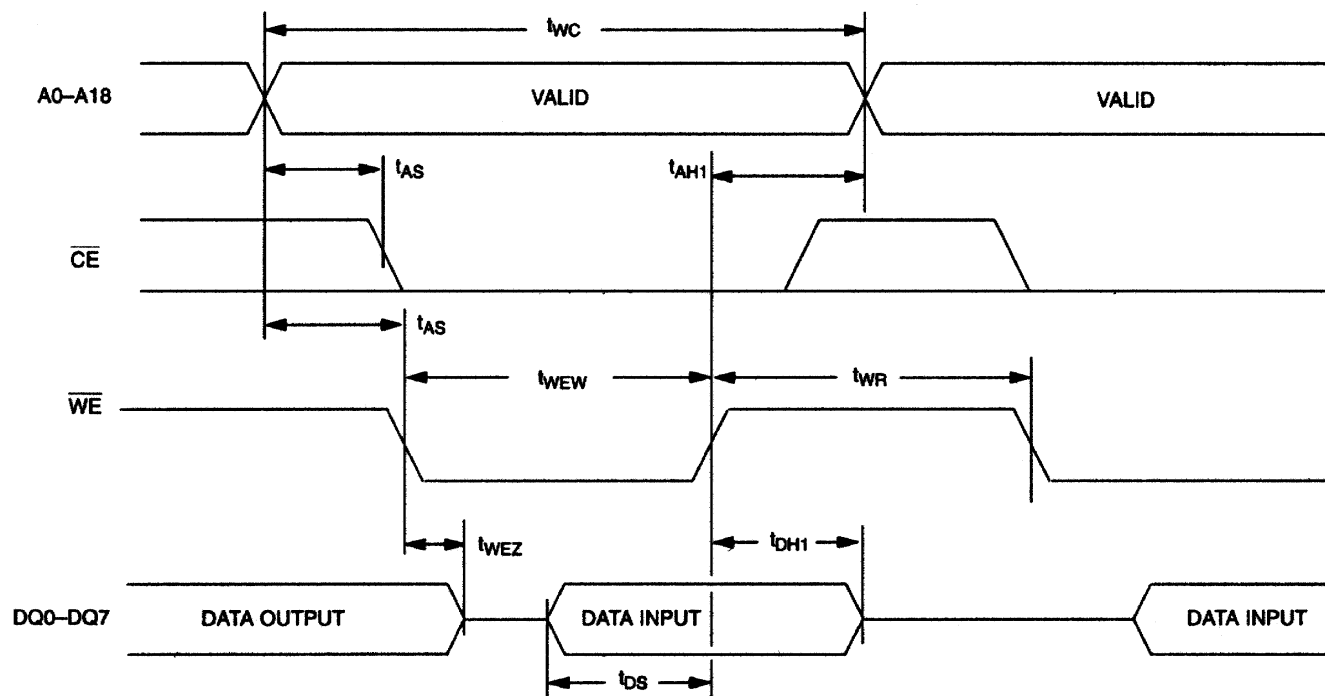 tWC
A0–A18
VALID
VALID
tAS
tAH1
CE
tAS
tWEW
tWR
WE
tWEZ
tDH1
DQ0–DQ7
DATA OUTPUT
DATA INPUT
DATA INPUT
tDS